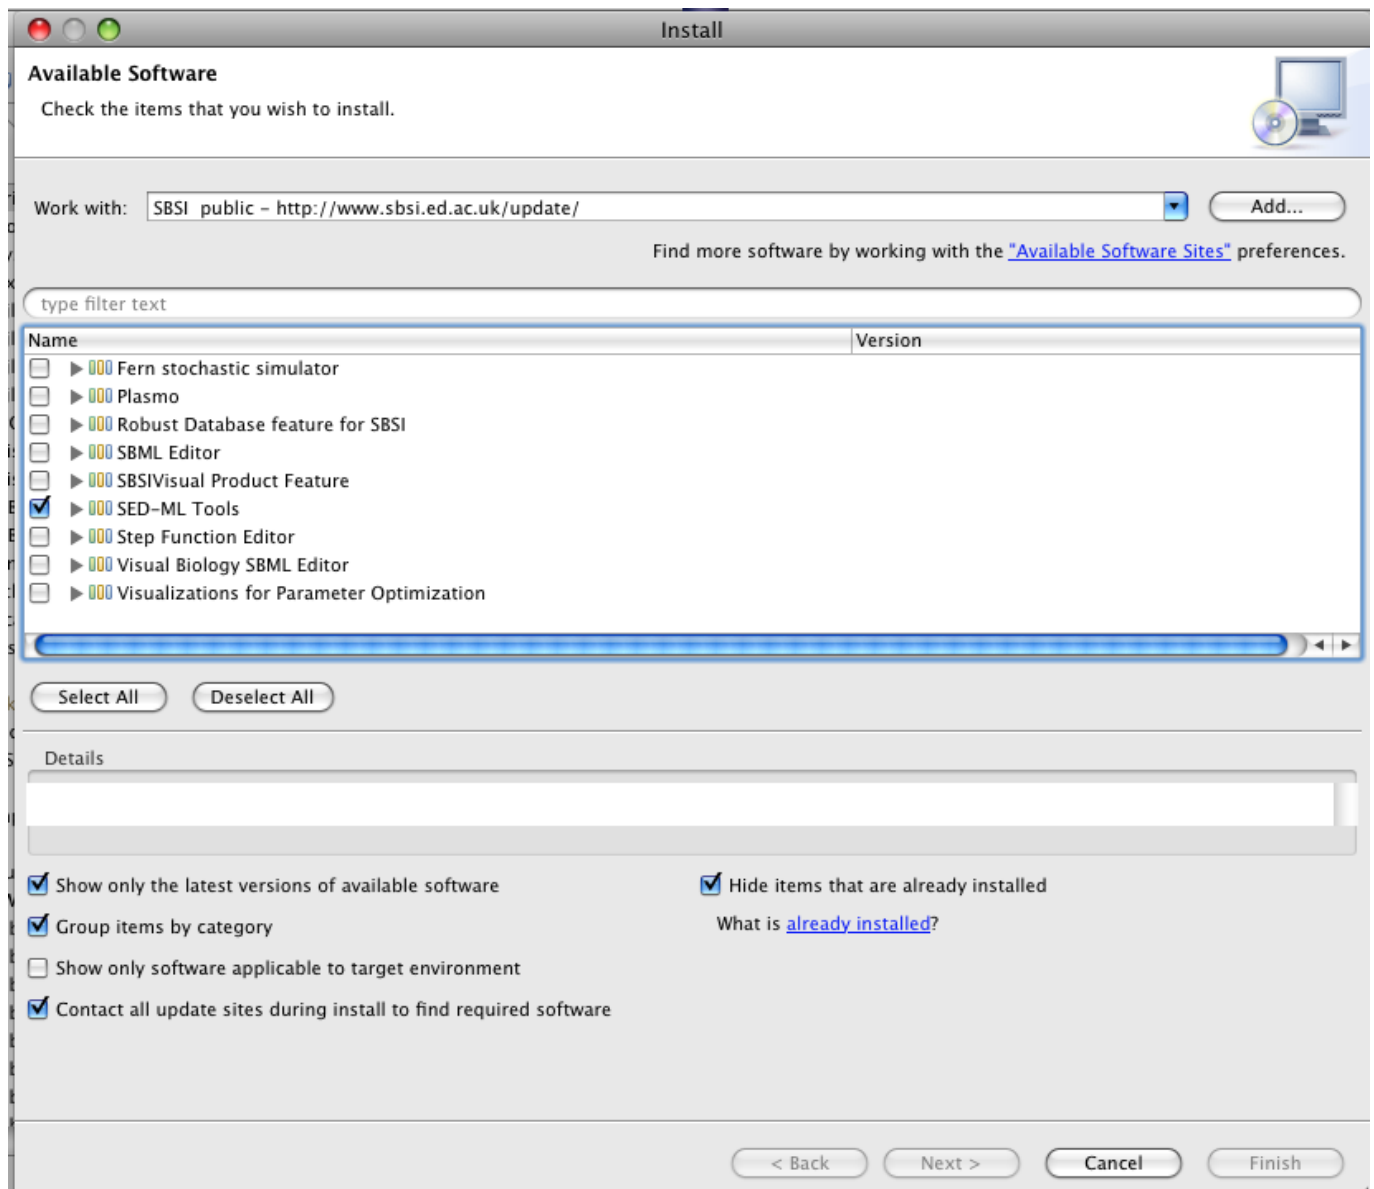 Install
Available Software
Check the items that you wish to install.
Work with: SBSI public - http://www.sbsi.ed.ac.uk/update/ Add...
Find more software by working with the "Available Software Sites" preferences.
type filter text
Name Version
Fern stochastic simulator
Plasmo
Robust Database feature for SBSI
SBML Editor
SBSIVisual Product Feature
SED-ML Tools
Step Function Editor
Visual Biology SBML Editor
Visualizations for Parameter Optimization
Select All Deselect All
Details
Show only the latest versions of available software Hide items that are already installed
Group items by category What is already installed?
Show only software applicable to target environment
Contact all update sites during install to find required software
< Back Next > Cancel Finish